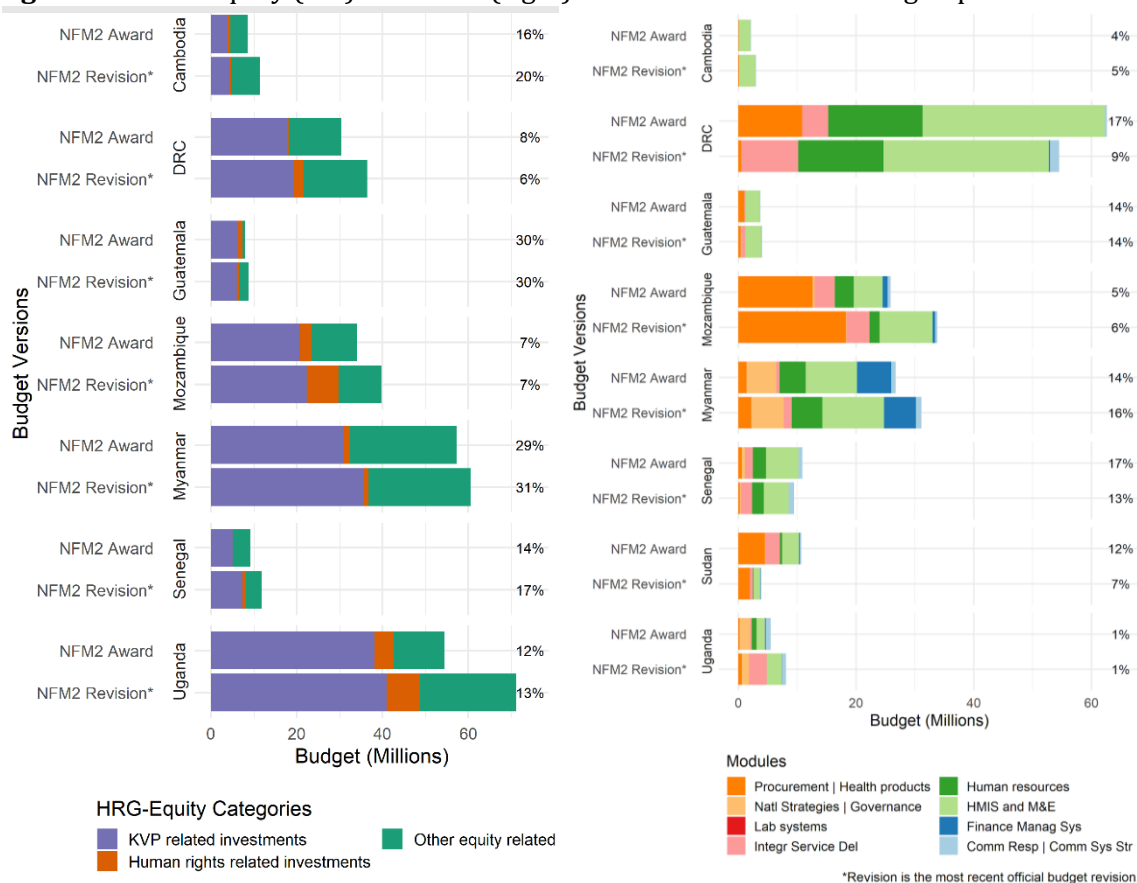 NFM2 Award
NFM2 Revision*
Cambodia
16%
20%
NFM2 Award
NFM2 Revision*
DRC
8%
6%
NFM2 Award
NFM2 Revision*
Guatemala
30%
30%
NFM2 Award
NFM2 Revision*
Mozambique
7%
7%
NFM2 Award
NFM2 Revision*
Myanmar
29%
31%
NFM2 Award
NFM2 Revision*
Senegal
14%
17%
NFM2 Award
NFM2 Revision*
Uganda
12%
13%
Budget Versions
0 20 40 60
Budget (Millions)
HRG-Equity Categories
KVP related investments
Other equity related
Human rights related investments
NFM2 Award
NFM2 Revision*
Cambodia
4%
5%
NFM2 Award
NFM2 Revision*
DRC
17%
9%
NFM2 Award
NFM2 Revision*
Guatemala
14%
14%
NFM2 Award
NFM2 Revision*
Mozambique
5%
6%
NFM2 Award
NFM2 Revision*
Myanmar
14%
16%
NFM2 Award
NFM2 Revision*
Senegal
17%
13%
NFM2 Award
NFM2 Revision*
Sudan
12%
7%
NFM2 Award
NFM2 Revision*
Uganda
1%
1%
Budget Versions
0 20 40 60
Budget (Millions)
Modules
Procurement | Health products
Human resources
Natl Strategies | Governance
HMIS and M&E
Lab systems
Finance Manag Sys
Integr Service Del
Comm Resp | Comm Sys Str
*Revision is the most recent official budget revision